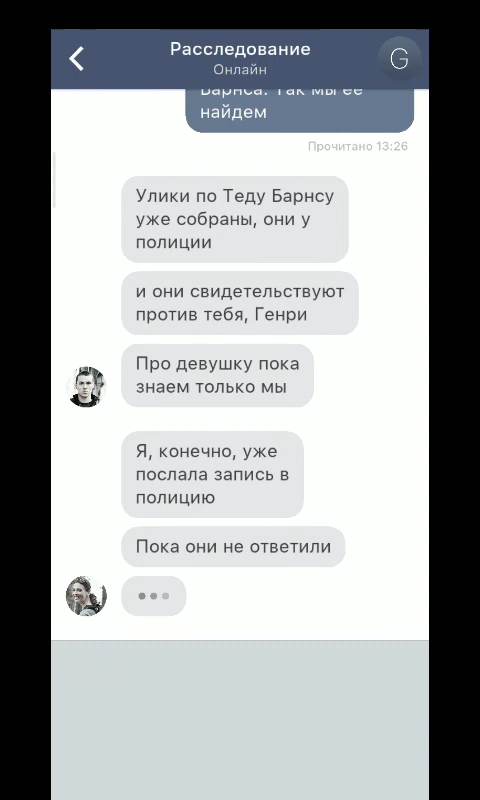 Расследование
Онлайн
G
Барнса. Так мы ее
найдем
Прочитано 13:26
Улики по Теду Барнсу
уже собраны, они у
полиции
и они свидетельствуют
против тебя, Генри
Про девушку пока
знаем только мы
Я, конечно, уже
послала запись в
полицию
Пока они не ответили